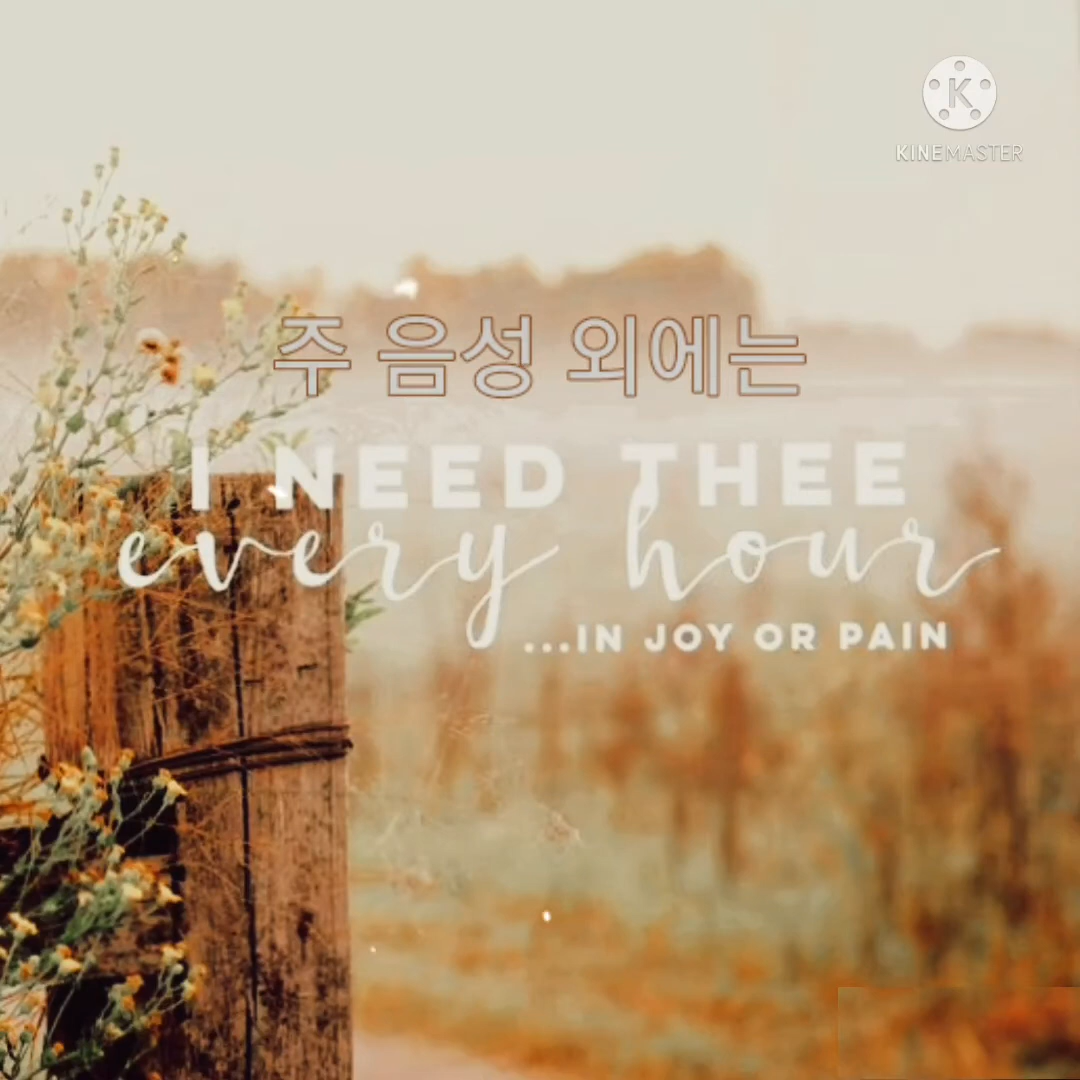 KINEMASTER
주 음성 외에는
I NEED THEE
every hour
...IN JOY OR PAIN